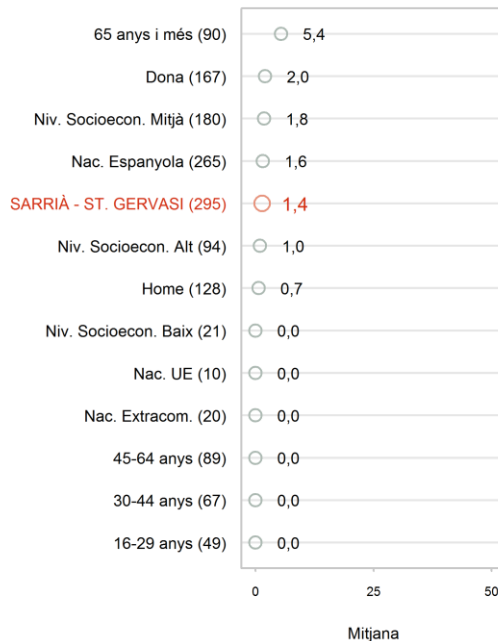 65 anys i més (90) 5,4
Dona (167) 2,0
Niv. Socioecon. Mitjà (180) 1,8
Nac. Espanyola (265) 1,6
SARRIÀ - ST. GERVASI (295) 1,4
Niv. Socioecon. Alt (94) 1,0
Home (128) 0,7
Niv. Socioecon. Baix (21) 0,0
Nac. UE (10) 0,0
Nac. Extracom. (20) 0,0
45-64 anys (89) 0,0
30-44 anys (67) 0,0
16-29 anys (49) 0,0
0 25 50
Mitjana